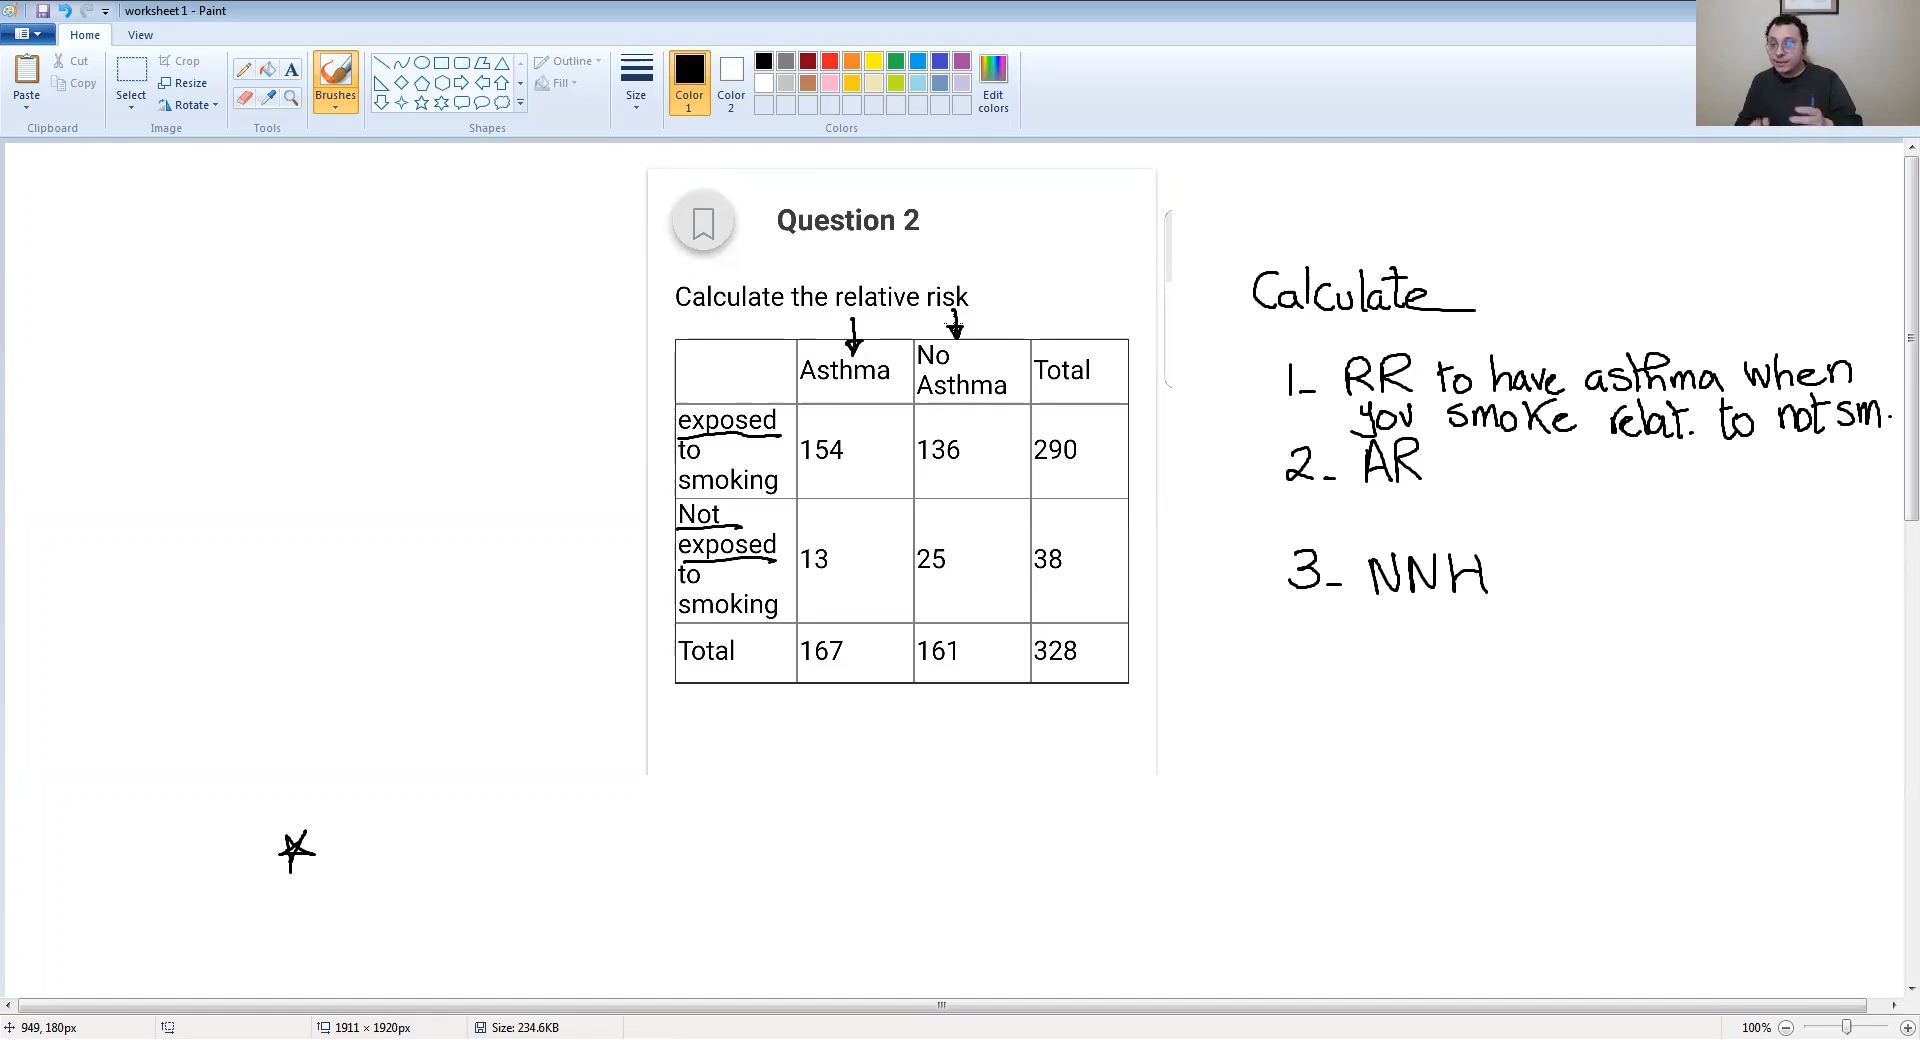 worksheet 1 - Paint
Home View
Paste
Cut
Copy
Clipboard
Select
Crop
Resize
Rotate
Image
Tools
Brushes
Shapes
Outline
Fill
Size
Color 1
Color 2
Edit colors
Colors
Question 2
Calculate the relative risk
Asthma No Asthma Total
exposed to smoking 154 136 290
Not exposed to smoking 13 25 38
Total 167 161 328
Calculate
1- RR to have asthma when
you smoke relat. to not sm.
2- AR
3- NNH
949, 180px 1911 × 1920px Size: 234.6KB 100%